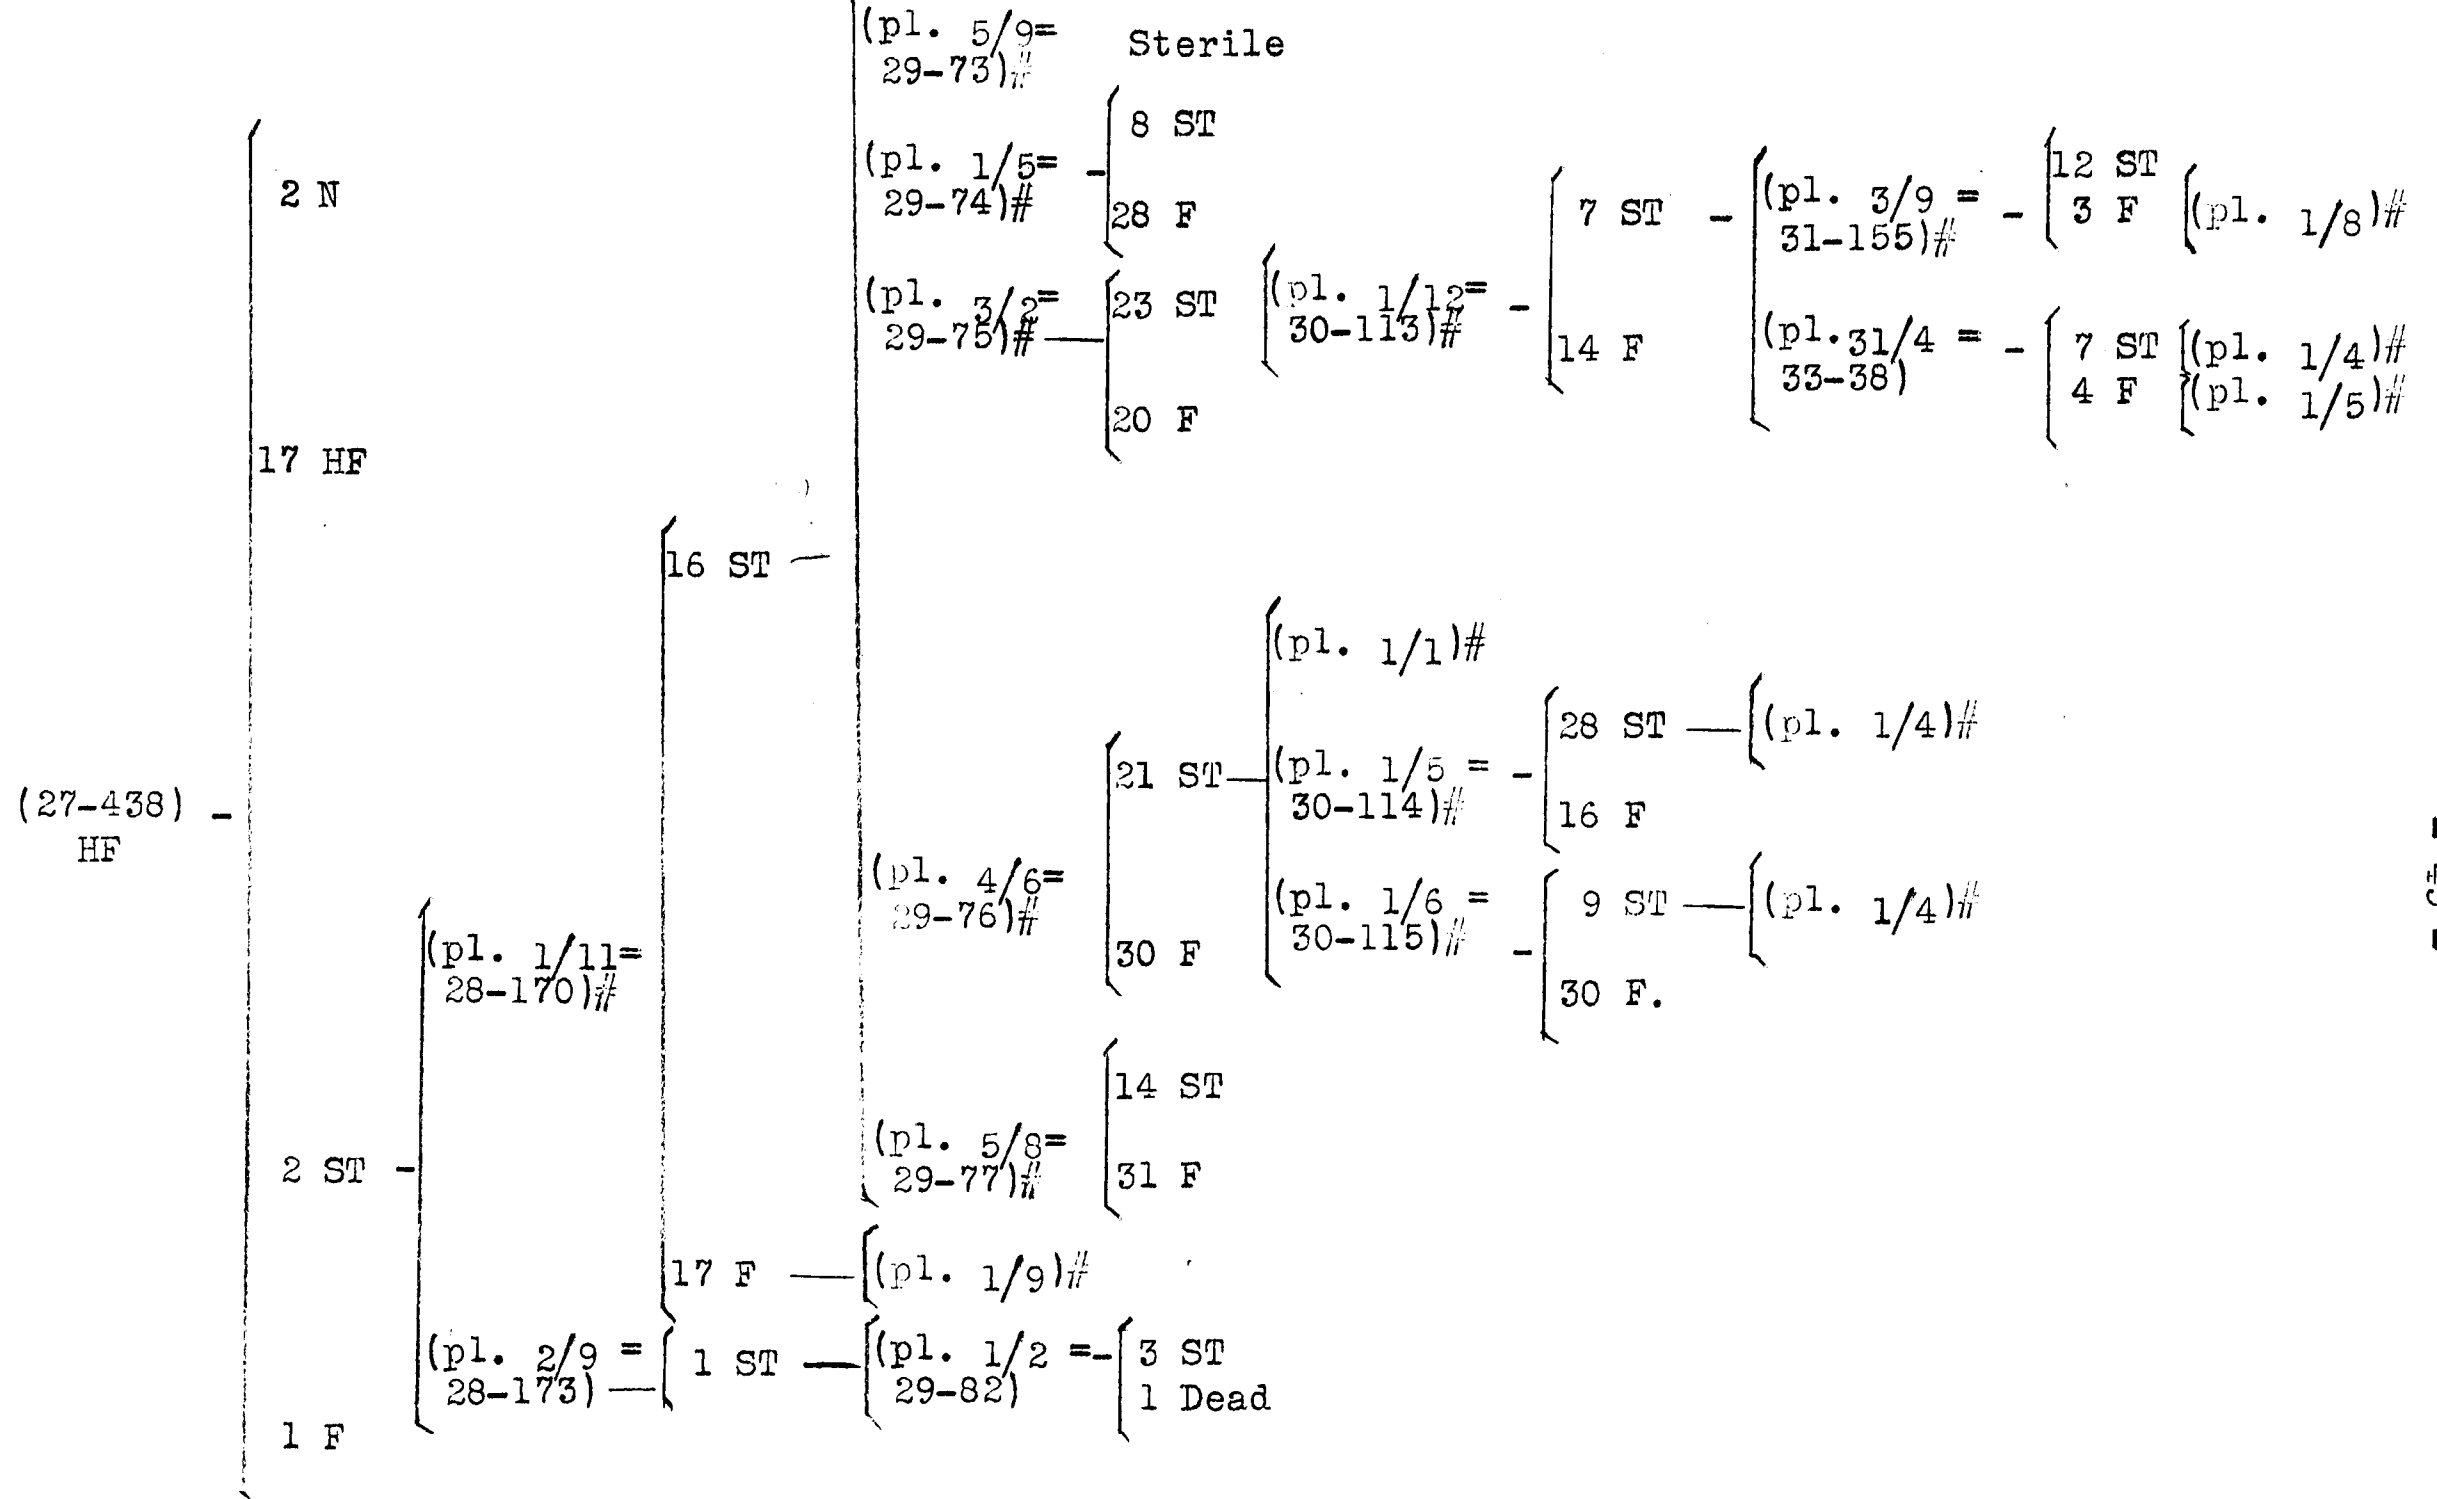 (pl. 5/9=
29-73)#
Sterile
2 N
(pl. 1/5=
29-74)#
-
8 ST
28 F
(pl. 3/2=
29-75)#
23 ST
20 F
(pl. 1/12=
30-113)#
-
7 ST
14 F
-
(pl. 3/9 =
31-155)#
-
12 ST
3 F
(pl. 1/8)#
(pl.31/4 =
33-38)
-
7 ST
4 F
(pl. 1/4)#
(pl. 1/5)#
17 HF
16 ST
(27-438) -
HF
(pl. 4/6=
29-76)#
21 ST
30 F
(pl. 1/1)#
(pl. 1/5 =
30-114)#
-
28 ST
16 F
(pl. 1/4)#
(pl. 1/6 =
30-115)#
-
9 ST
30 F.
(pl. 1/4)#
(pl. 1/11=
28-170)#
2 ST -
(pl. 5/8=
29-77)#
14 ST
31 F
17 F
(pl. 1/9)#
(pl. 2/9 =
28-173)
1 ST
(pl. 1/2 =-
29-82)
3 ST
1 Dead
1 F